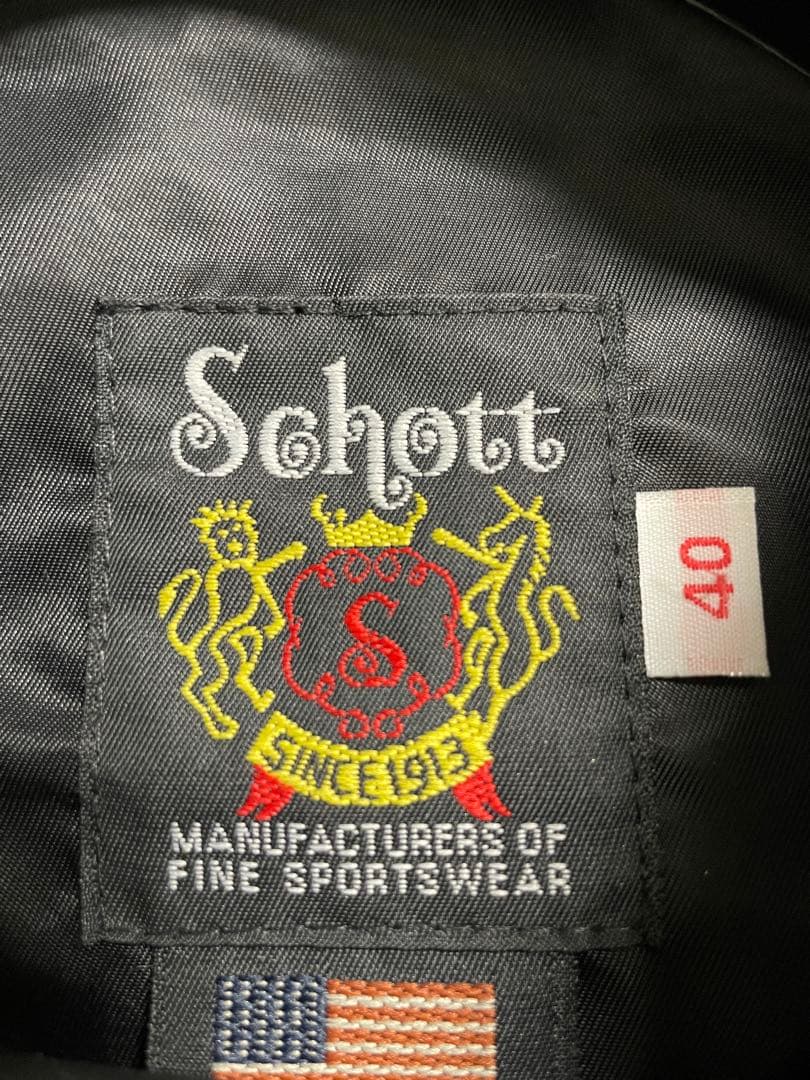 Schott
S
SINCE 1913
MANUFACTURERS OF
FINE SPORTSWEAR
40